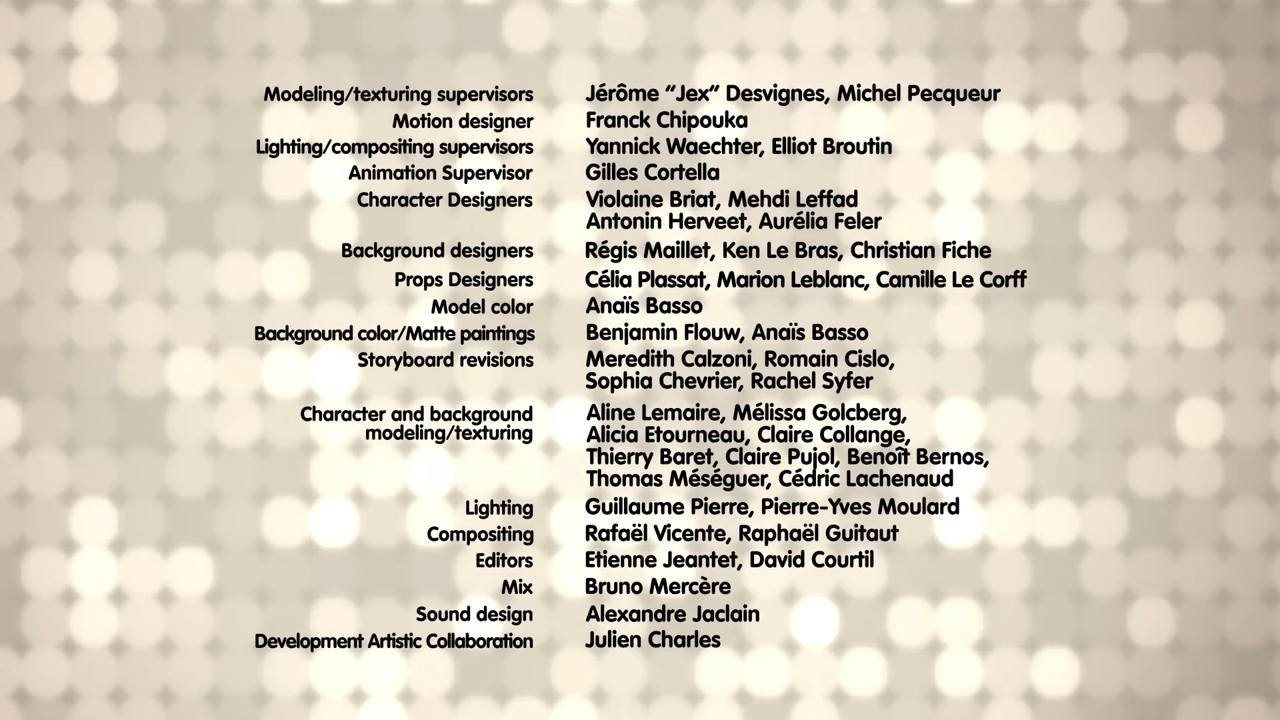 Modeling/texturing supervisors Jérôme "Jex" Desvignes, Michel Pecqueur
Motion designer Franck Chipouka
Lighting/compositing supervisors Yannick Waechter, Elliot Broutin
Animation Supervisor Gilles Cortella
Character Designers Violaine Briat, Mehdi Leffad
Antonin Herveet, Aurélia Feler
Background designers Régis Maillet, Ken Le Bras, Christian Fiche
Props Designers Célia Plassat, Marion Leblanc, Camille Le Corff
Model color Anaïs Basso
Background color/Matte paintings Benjamin Flouw, Anaïs Basso
Storyboard revisions Meredith Calzoni, Romain Cislo,
Sophia Chevrier, Rachel Syfer
Character and background Aline Lemaire, Mélissa Golcberg,
modeling/texturing Alicia Etourneau, Claire Collange,
Thierry Baret, Claire Pujol, Benoît Bernos,
Thomas Méséguer, Cédric Lachenaud
Lighting Guillaume Pierre, Pierre-Yves Moulard
Compositing Rafaël Vicente, Raphaël Guitaut
Editors Etienne Jeantet, David Courtil
Mix Bruno Mercère
Sound design Alexandre Jaclain
Development Artistic Collaboration Julien Charles